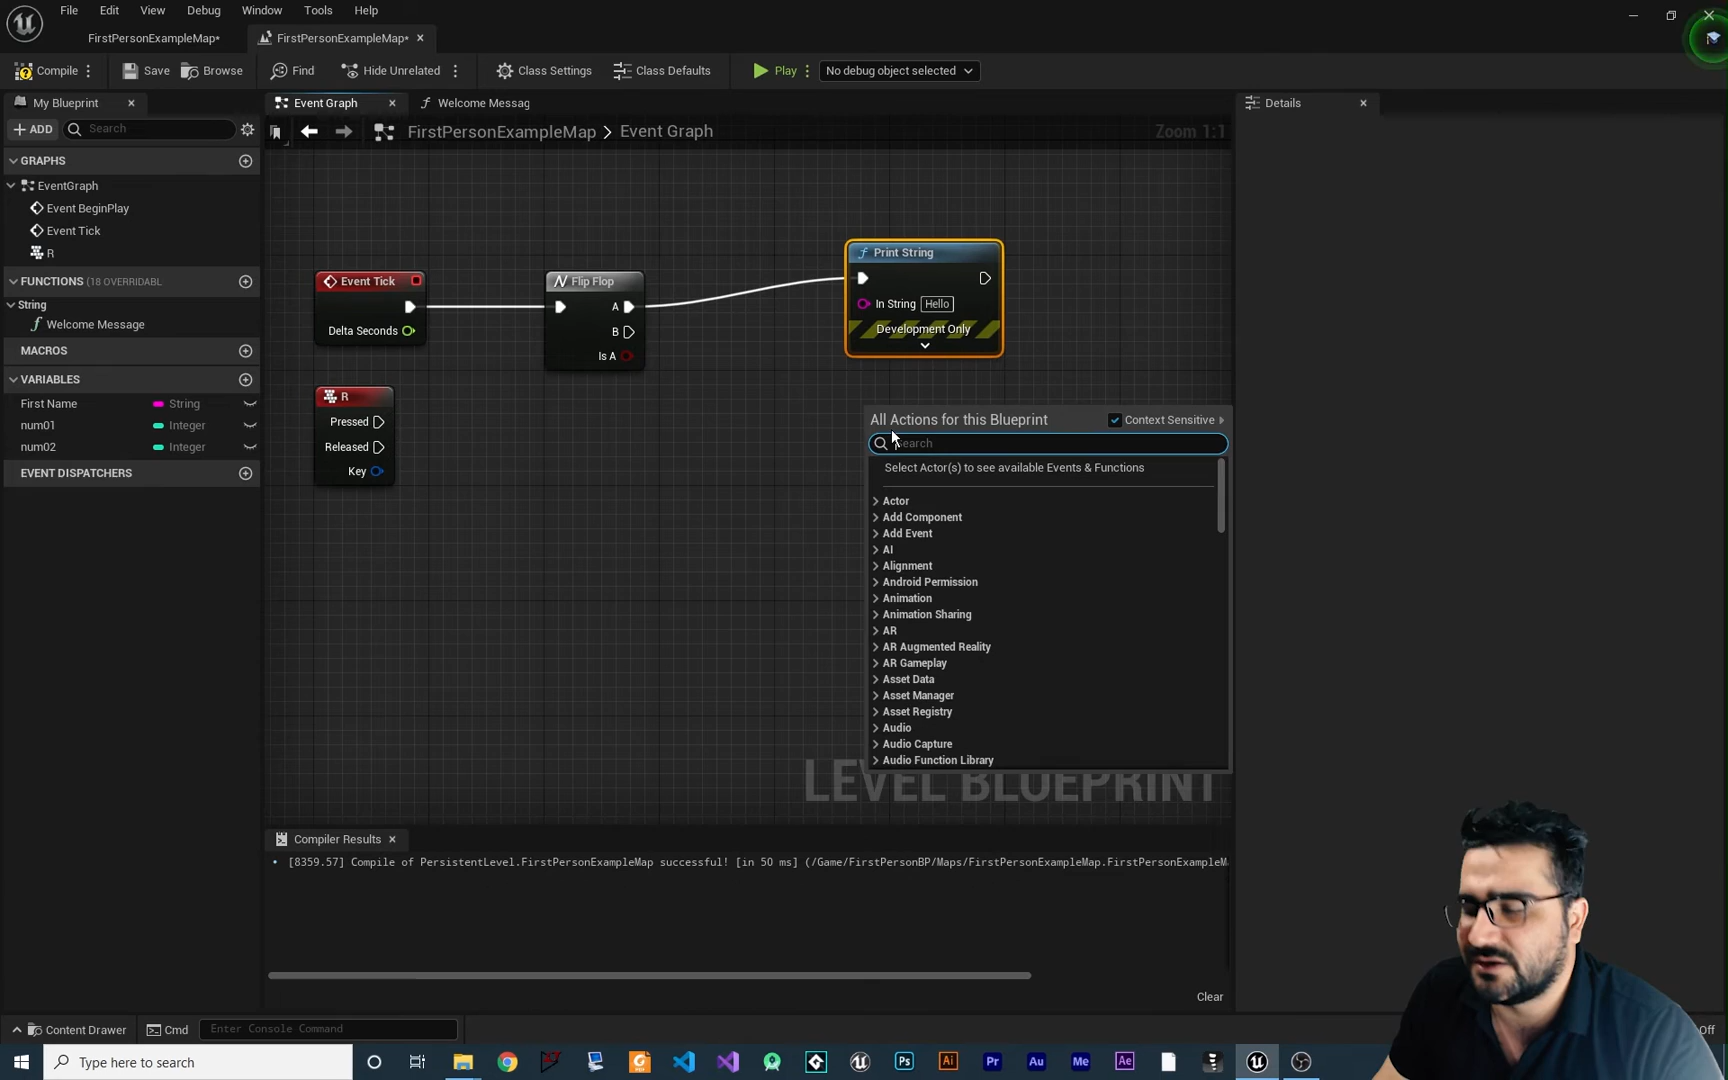 File Edit View Debug Window Tools Help
FirstPersonExampleMap* FirstPersonExampleMap*
Compile Save Browse Find Hide Unrelated Class Settings Class Defaults Play No debug object selected
My Blueprint Event Graph Welcome Messag Details
ADD Search FirstPersonExampleMap > Event Graph Zoom 1:1
GRAPHS
EventGraph
Event BeginPlay
Event Tick
R
FUNCTIONS (18 OVERRIDABL
String
Welcome Message
MACROS
VARIABLES
First Name String
num01 Integer
num02 Integer
EVENT DISPATCHERS
Event Tick
Delta Seconds
Flip Flop
A
B
Is A
Print String
In String Hello
Development Only
R
Pressed
Released
Key
All Actions for this Blueprint Context Sensitive
Search
Select Actor(s) to see available Events & Functions
Actor
Add Component
Add Event
AI
Alignment
Android Permission
Animation
Animation Sharing
AR
AR Augmented Reality
AR Gameplay
Asset Data
Asset Manager
Asset Registry
Audio
Audio Capture
Audio Function Library
LEVEL BLUEPRINT
Compiler Results
[8359.57] Compile of PersistentLevel.FirstPersonExampleMap successful! [in 50 ms] (/Game/FirstPersonBP/Maps/FirstPersonExampleMap.FirstPersonExampleM
Clear
Content Drawer Cmd Enter Console Command Off
Type here to search Ps Ai Pr Au Me Ae